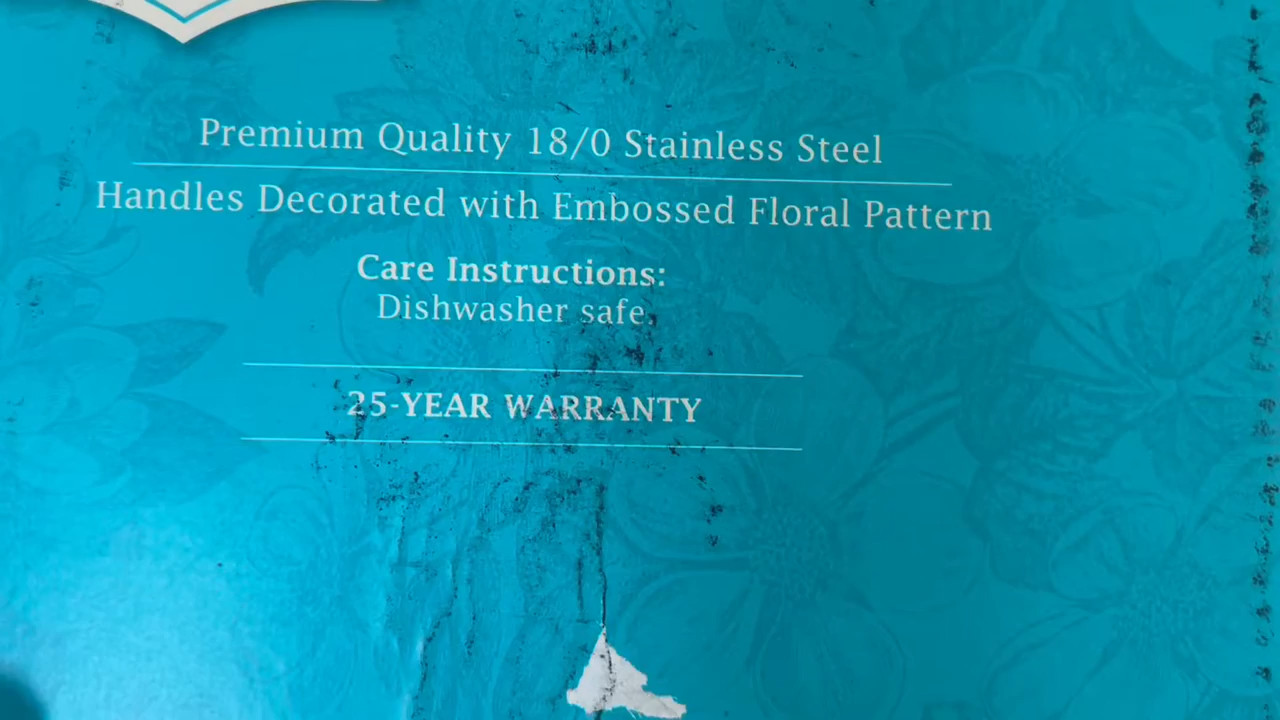 Premium Quality 18/0 Stainless Steel
Handles Decorated with Embossed Floral Pattern
Care Instructions:
Dishwasher safe.
25-YEAR WARRANTY